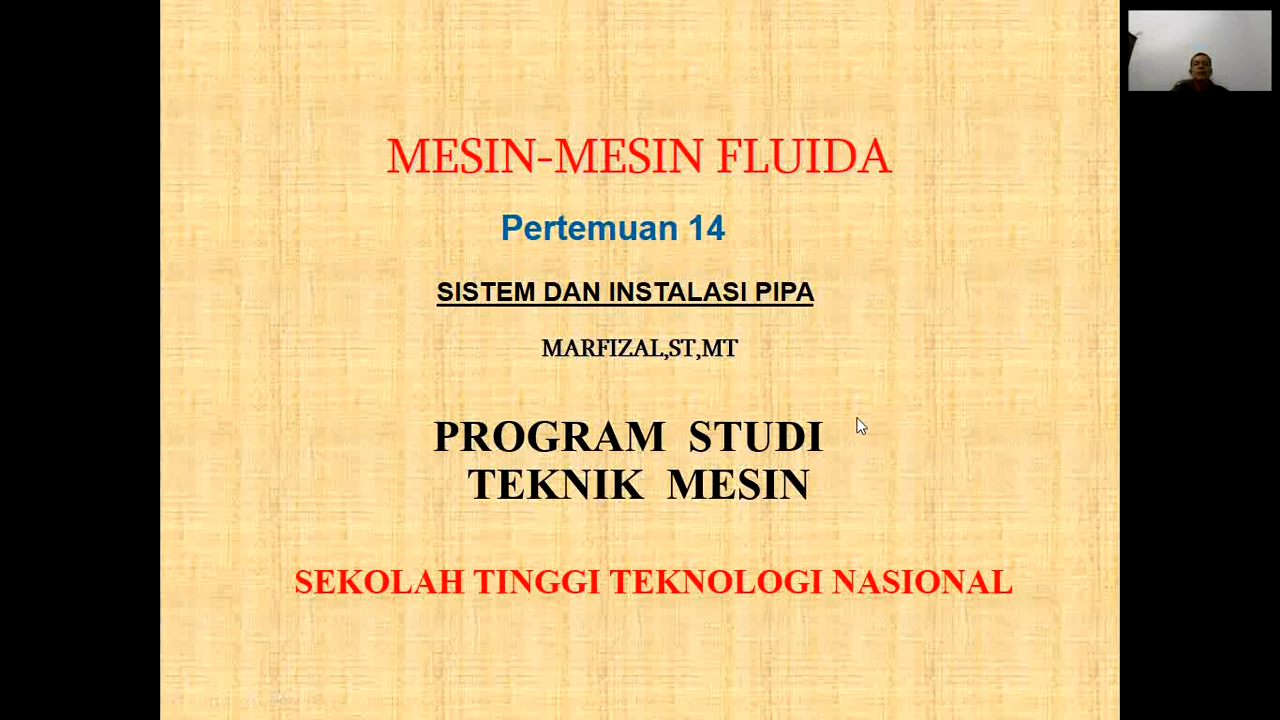 MESIN-MESIN FLUIDA
Pertemuan 14
SISTEM DAN INSTALASI PIPA
MARFIZAL,ST,MT
PROGRAM STUDI
TEKNIK MESIN
SEKOLAH TINGGI TEKNOLOGI NASIONAL